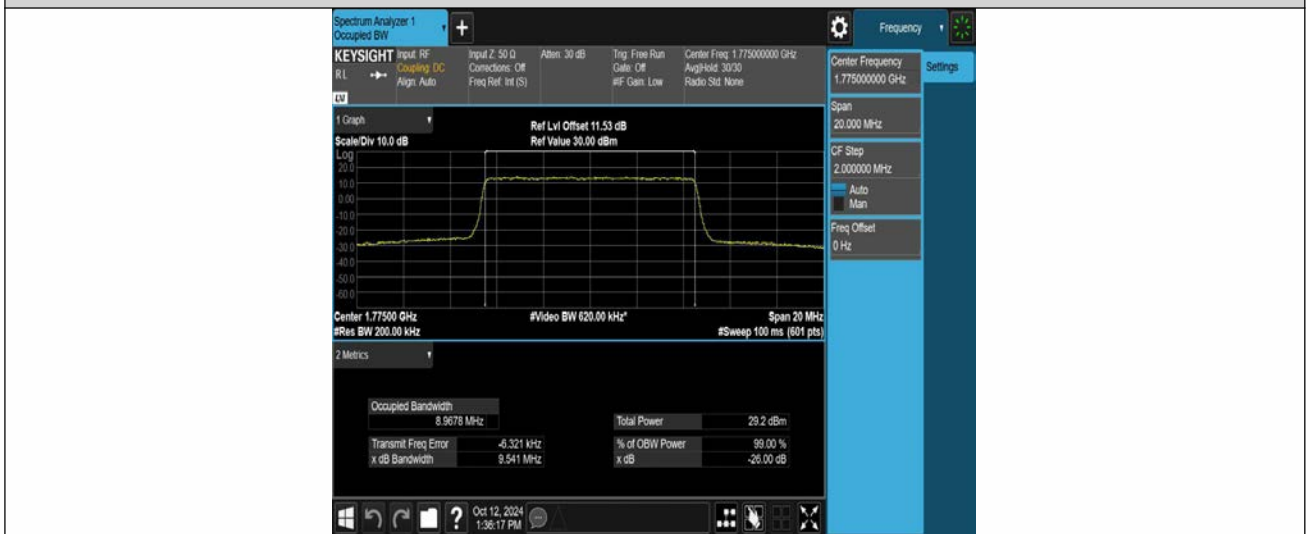 Spectrum Analyzer 1
Occupied BW
+
Frequency
KEYSIGHT
R L
Input: RF
Coupling: DC
Align: Auto
Input Z: 50 Ω
Corrections: Off
Freq Ref: Int (S)
Atten: 30 dB
Trig: Free Run
Gate: Off
#IF Gain: Low
Center Freq: 1.775000000 GHz
Avg|Hold: 30/30
Radio Std: None
Center Frequency
1.775000000 GHz
Settings
Span
20.000 MHz
CF Step
2.000000 MHz
Auto
Man
Freq Offset
0 Hz
1 Graph
Scale/Div 10.0 dB
Ref Lvl Offset 11.53 dB
Ref Value 30.00 dBm
Log
20.0
10.0
0.00
-10.0
-20.0
-30.0
-40.0
-50.0
-60.0
Center 1.77500 GHz
#Res BW 200.00 kHz
#Video BW 620.00 kHz*
Span 20 MHz
#Sweep 100 ms (601 pts)
2 Metrics
Occupied Bandwidth
8.9678 MHz
Total Power 29.2 dBm
Transmit Freq Error -6.321 kHz
% of OBW Power 99.00 %
x dB Bandwidth 9.541 MHz
x dB -26.00 dB
?
Oct 12, 2024
1:36:17 PM